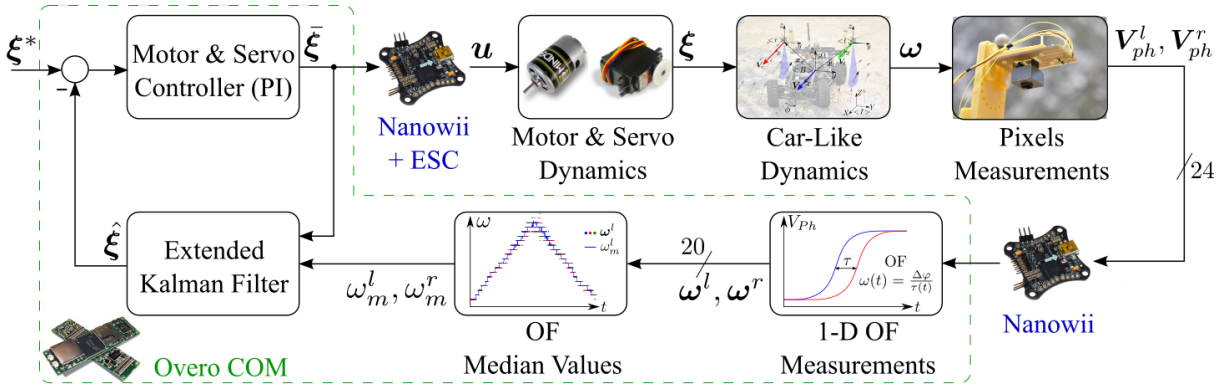 ξ*
-
Motor & Servo
Controller (PI)
ξ̄
Nanowii
+ ESC
u
Motor & Servo
Dynamics
ξ
Car-Like
Dynamics
ω
Pixels
Measurements
V_ph^l, V_ph^r
24
Nanowii
V_Ph
τ
OF
ω(t) = Δφ/τ(t)
t
1-D OF
Measurements
20
ω^l, ω^r
ω
ω^l
ω_m^l
t
OF
Median Values
ω_m^l, ω_m^r
Extended
Kalman Filter
ξ̂
Overo COM